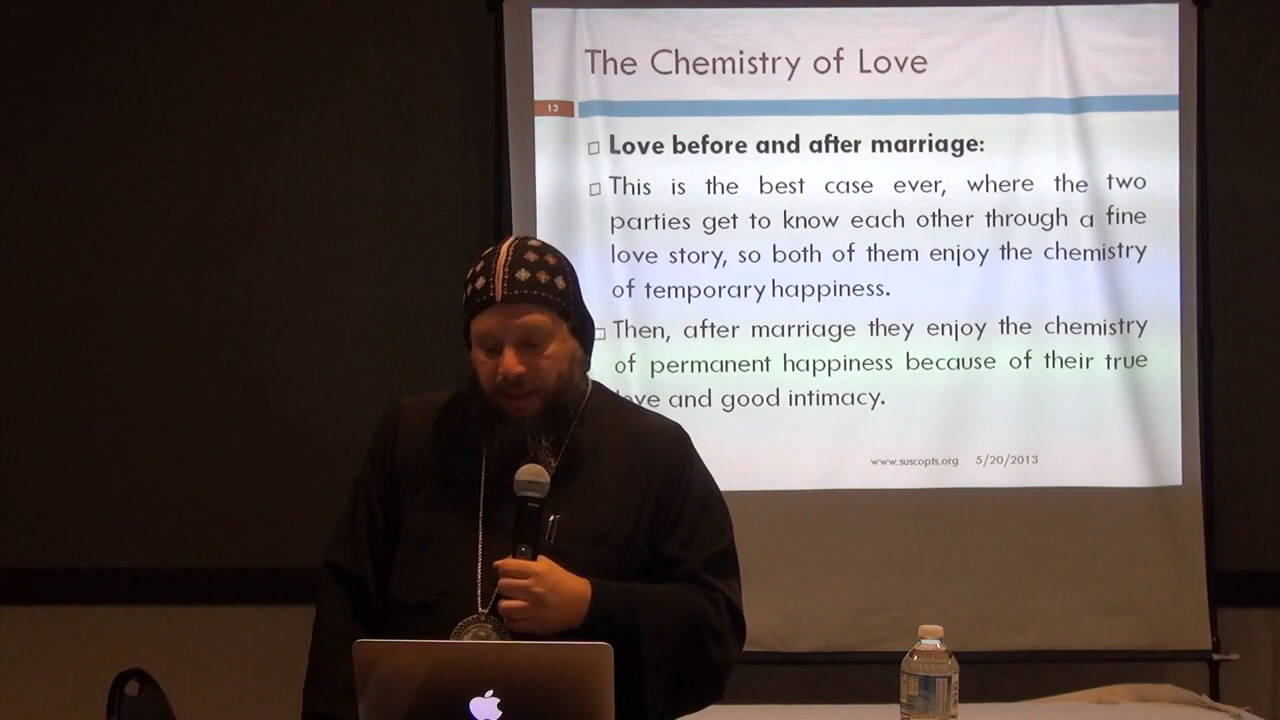 The Chemistry of Love
13
Love before and after marriage:
This is the best case ever, where the two
parties get to know each other through a fine
love story, so both of them enjoy the chemistry
of temporary happiness.
Then, after marriage they enjoy the chemistry
of permanent happiness because of their true
and good intimacy.
www.suscopts.org 5/20/2013